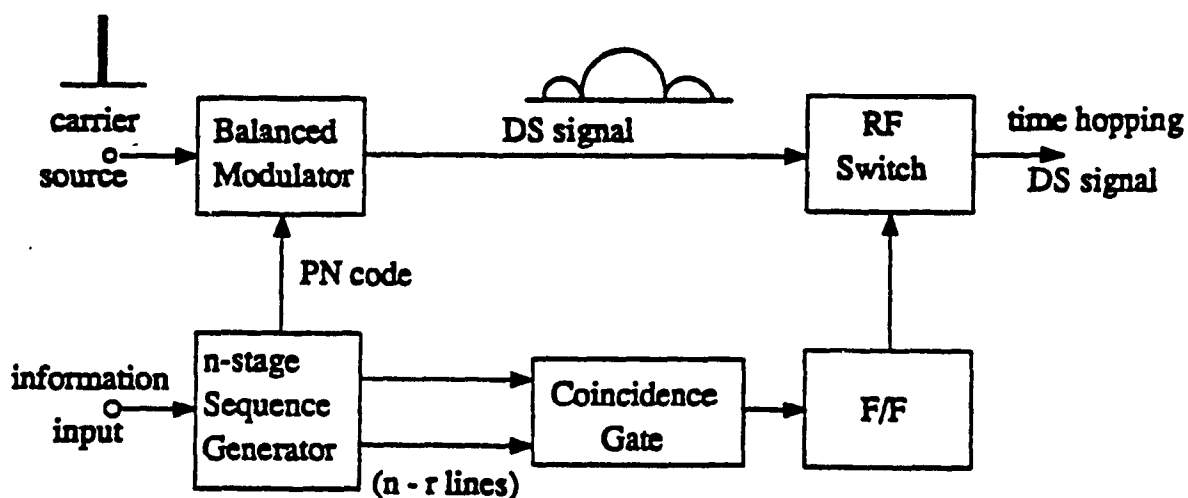 carrier
source
Balanced
Modulator
DS signal
RF
Switch
time hopping
DS signal
PN code
information
input
n-stage
Sequence
Generator
(n - r lines)
Coincidence
Gate
F/F